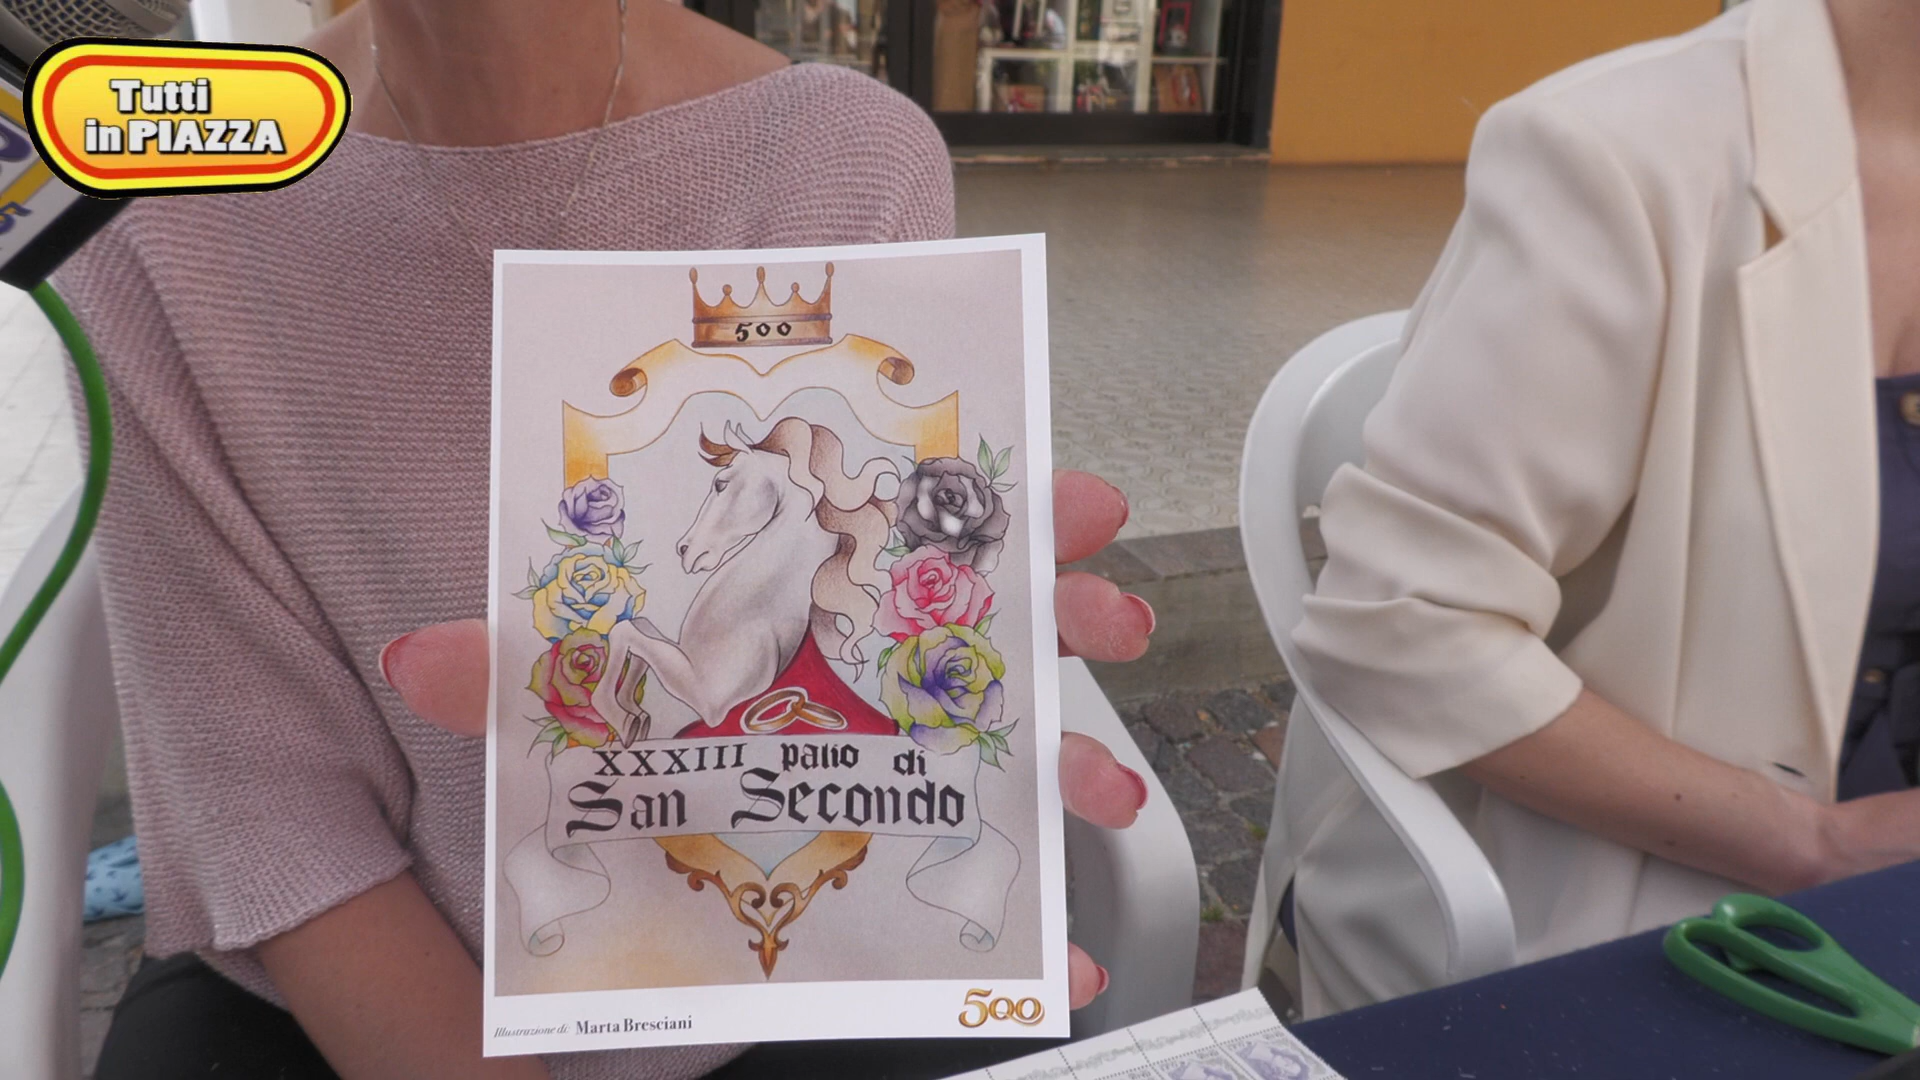 Tutti
in PIAZZA
500
XXXIII palio di
San Secondo
Illustrazione di: Marta Bresciani
500